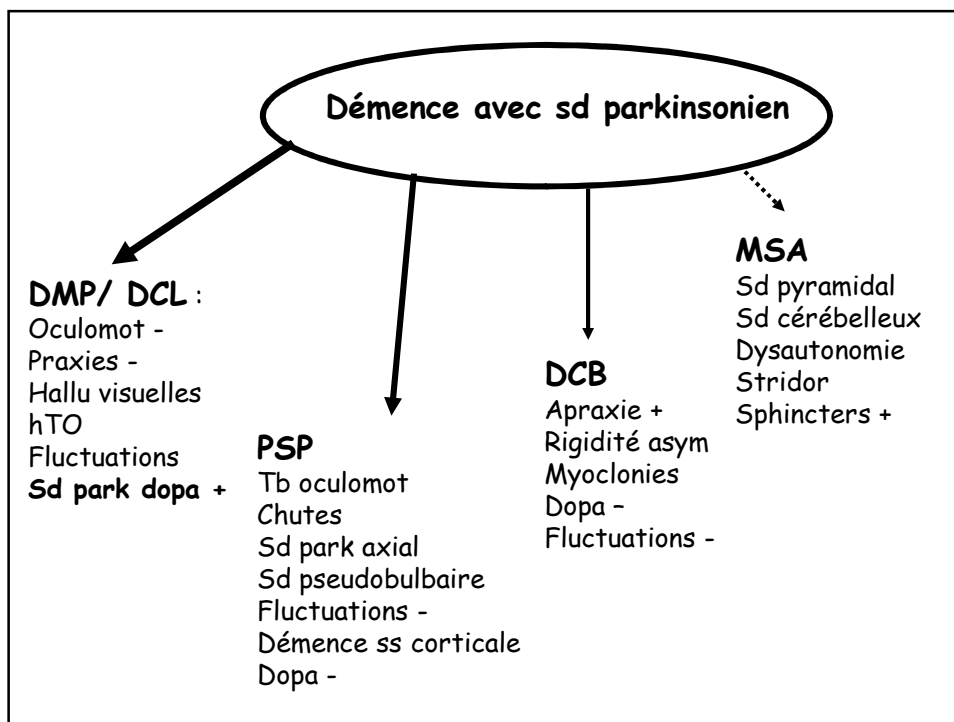 Démence avec sd parkinsonien
DMP/ DCL :
Oculomot -
Praxies -
Hallu visuelles
hTO
Fluctuations
Sd park dopa +
PSP
Tb oculomot
Chutes
Sd park axial
Sd pseudobulbaire
Fluctuations -
Démence ss corticale
Dopa -
DCB
Apraxie +
Rigidité asym
Myoclonies
Dopa –
Fluctuations -
MSA
Sd pyramidal
Sd cérébelleux
Dysautonomie
Stridor
Sphincters +